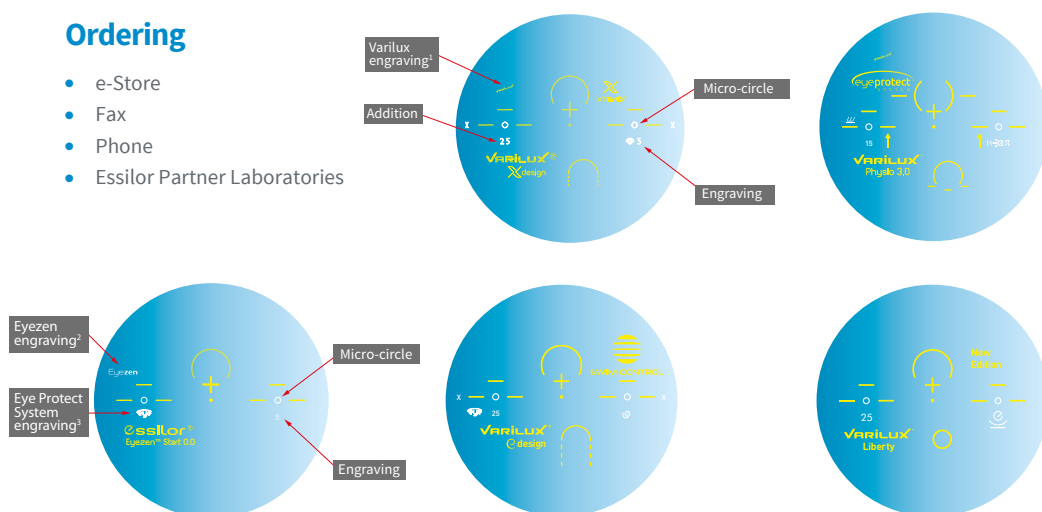 Ordering
• e-Store
• Fax
• Phone
• Essilor Partner Laboratories
Varilux
engraving¹
Addition
Micro-circle
Engraving
x
x
25
5
VARILUX®
X design
eyeprotect
SYSTEM
15
VARILUX
Physio 3.0
Eyezen
engraving²
Eye Protect
System
engraving³
Micro-circle
Engraving
Eyezen
essilor®
Eyezen™ Start 0.0
x
x
25
VARILUX
e design
New
Edition
25
VARILUX
Liberty